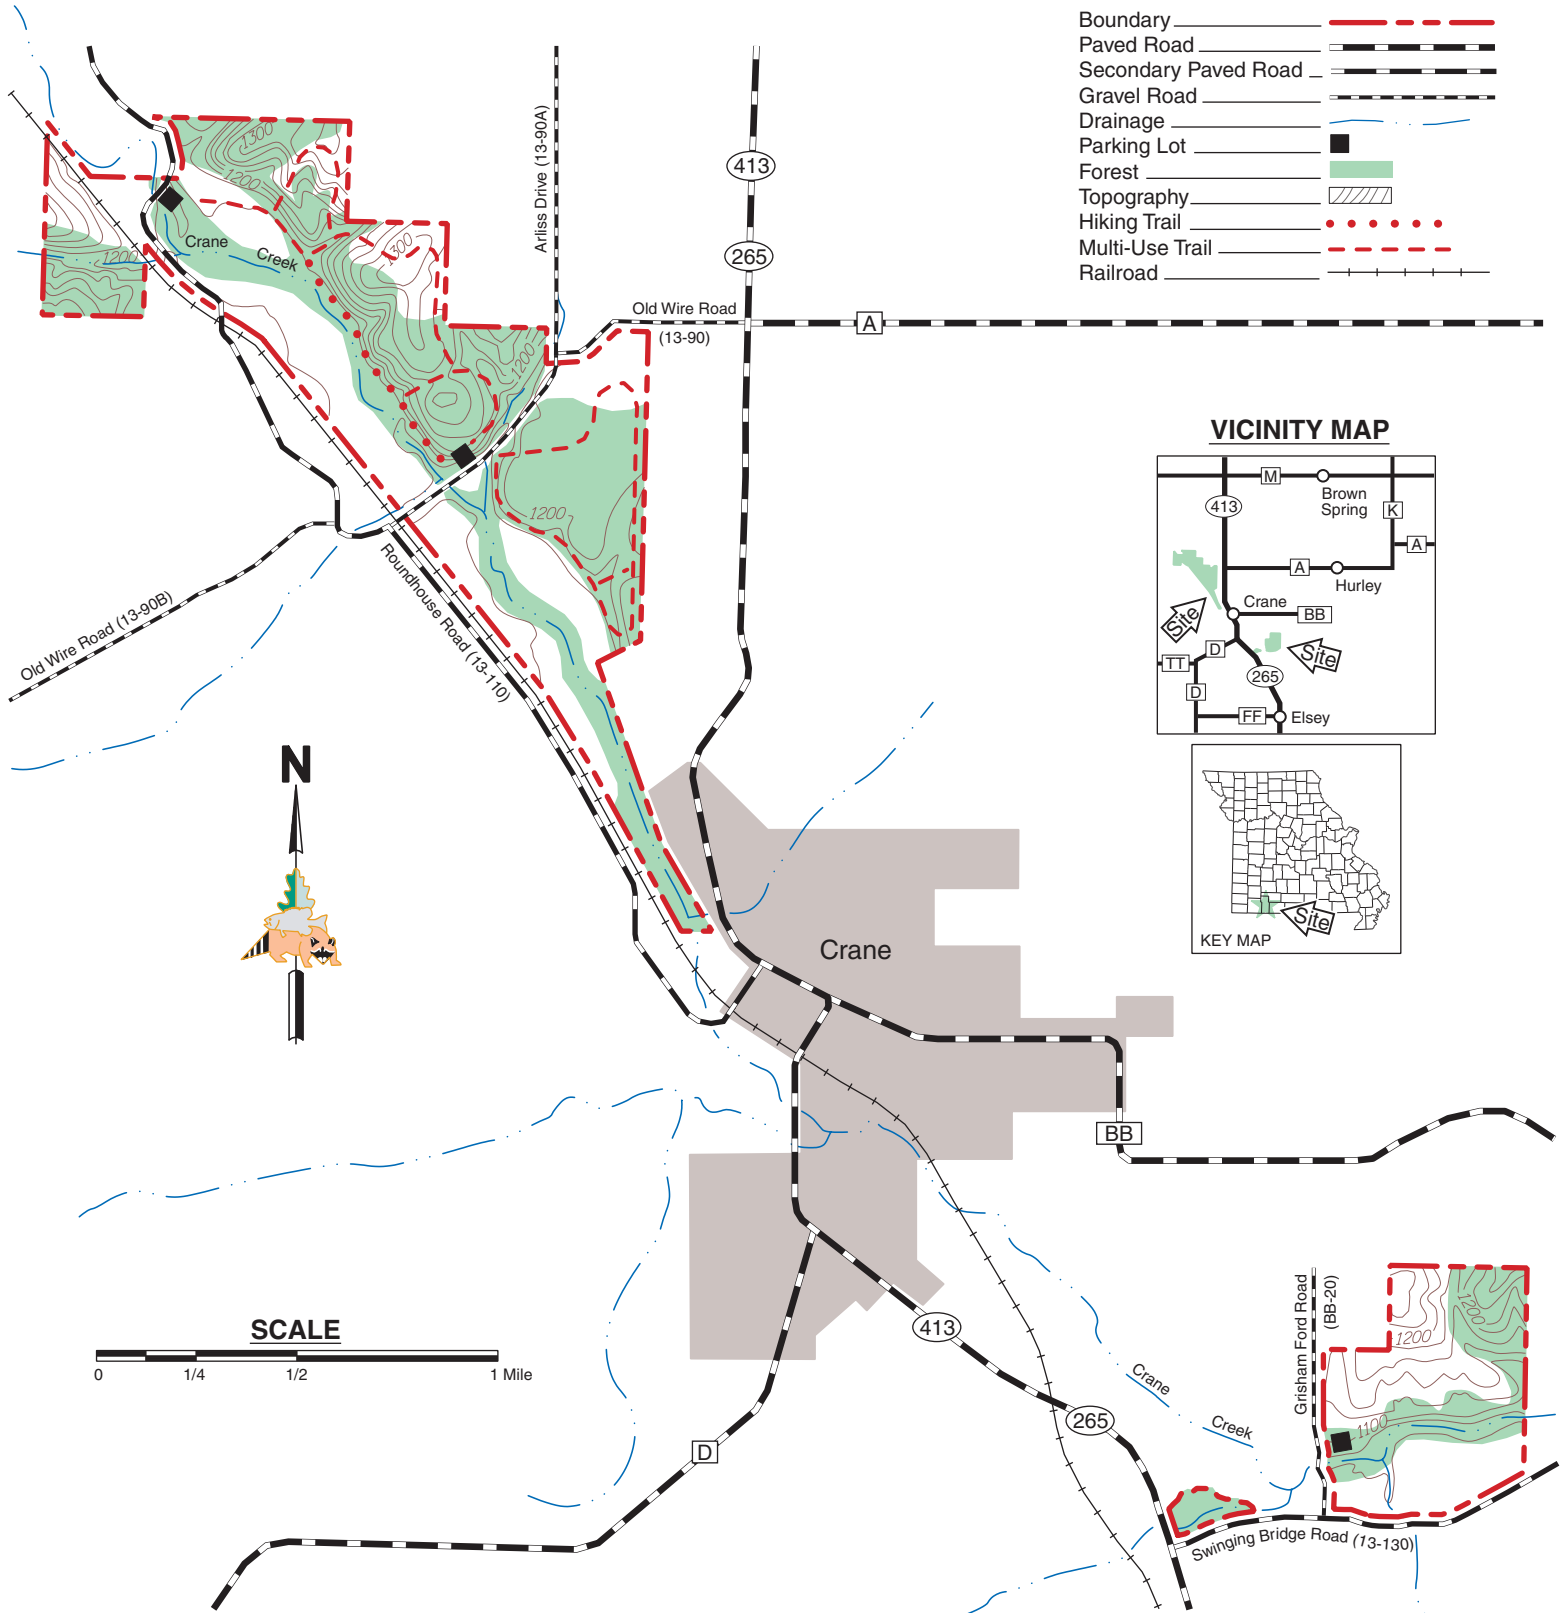 Boundary
Paved Road
Secondary Paved Road
Gravel Road
Drainage
Parking Lot
Forest
Topography
Hiking Trail
Multi-Use Trail
Railroad
1300
1200
Crane
Creek
1200
1300
1200
1200
Arliss Drive (13-90A)
413
265
Old Wire Road
(13-90)
A
Old Wire Road (13-90B)
Roundhouse Road (13-110)
VICINITY MAP
M
Brown
Spring
413
K
A
A
Hurley
Crane
BB
Site
D
Site
TT
265
D
FF
Elsey
Site
KEY MAP
N
Crane
BB
SCALE
0
1/4
1/2
1 Mile
413
D
265
Crane
Creek
Grisham Ford Road
(BB-20)
1200
1200
1100
Swinging Bridge Road (13-130)